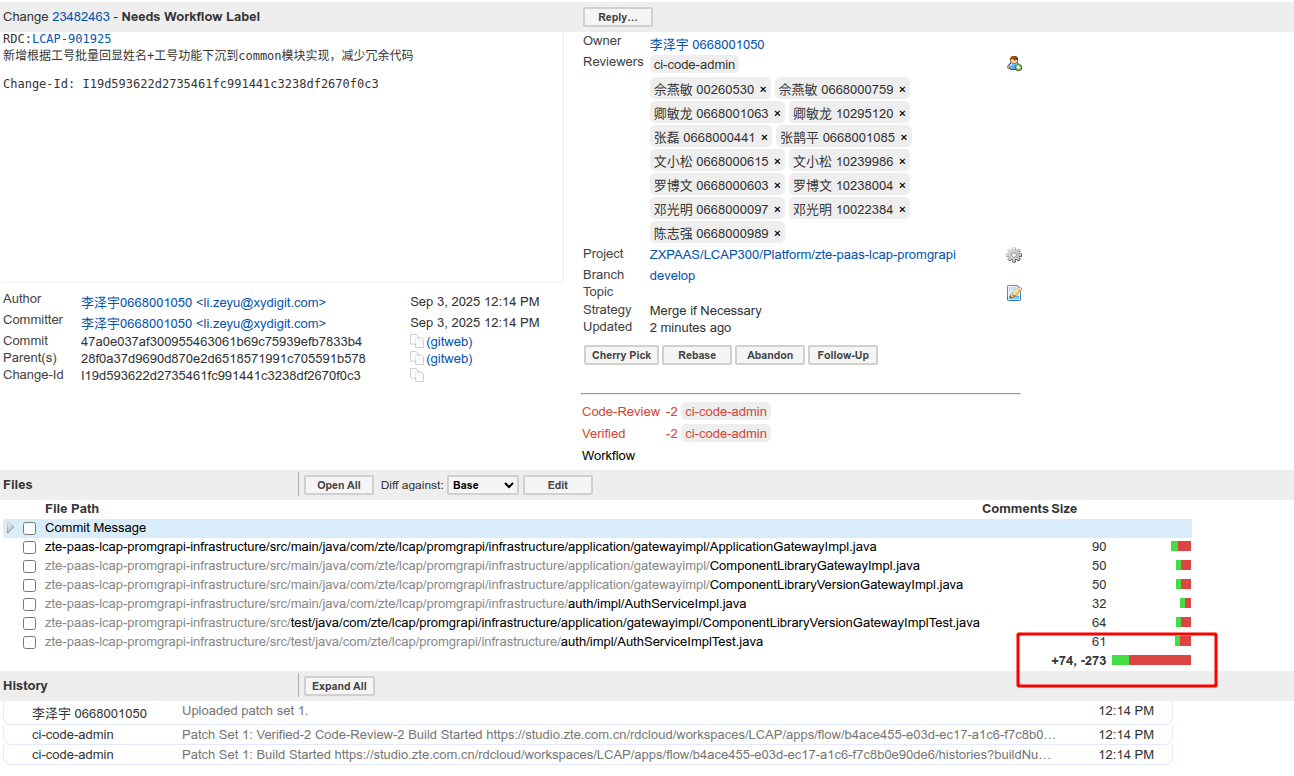 Change 23482463 - Needs Workflow Label
RDC:LCAP-901925
新增根据工号批量回显姓名+工号功能下沉到common模块实现，减少冗余代码
Change-Id: I19d593622d2735461fc991441c3238df2670f0c3
Reply…
Owner 李泽宇 0668001050
Reviewers ci-code-admin
佘燕敏 00260530 × 佘燕敏 0668000759 ×
卿敏龙 0668001063 × 卿敏龙 10295120 ×
张磊 0668000441 × 张鹊平 0668001085 ×
文小松 0668000615 × 文小松 10239986 ×
罗博文 0668000603 × 罗博文 10238004 ×
邓光明 0668000097 × 邓光明 10022384 ×
陈志强 0668000989 ×
Project ZXPAAS/LCAP300/Platform/zte-paas-lcap-promgrapi
Branch develop
Topic
Strategy Merge if Necessary
Updated 2 minutes ago
Cherry Pick Rebase Abandon Follow-Up
Author 李泽宇0668001050 <li.zeyu@xydigit.com> Sep 3, 2025 12:14 PM
Committer 李泽宇0668001050 <li.zeyu@xydigit.com> Sep 3, 2025 12:14 PM
Commit 47a0e037af300955463061b69c75939efb7833b4 (gitweb)
Parent(s) 28f0a37d9690d870e2d6518571991c705591b578 (gitweb)
Change-Id I19d593622d2735461fc991441c3238df2670f0c3
Code-Review -2 ci-code-admin
Verified -2 ci-code-admin
Workflow
Files Open All Diff against: Base Edit
File Path Comments Size
Commit Message
zte-paas-lcap-promgrapi-infrastructure/src/main/java/com/zte/lcap/promgrapi/infrastructure/application/gatewayimpl/ApplicationGatewayImpl.java 90
zte-paas-lcap-promgrapi-infrastructure/src/main/java/com/zte/lcap/promgrapi/infrastructure/application/gatewayimpl/ComponentLibraryGatewayImpl.java 50
zte-paas-lcap-promgrapi-infrastructure/src/main/java/com/zte/lcap/promgrapi/infrastructure/application/gatewayimpl/ComponentLibraryVersionGatewayImpl.java 50
zte-paas-lcap-promgrapi-infrastructure/src/main/java/com/zte/lcap/promgrapi/infrastructure/auth/impl/AuthServiceImpl.java 32
zte-paas-lcap-promgrapi-infrastructure/src/test/java/com/zte/lcap/promgrapi/infrastructure/application/gatewayimpl/ComponentLibraryVersionGatewayImplTest.java 64
zte-paas-lcap-promgrapi-infrastructure/src/test/java/com/zte/lcap/promgrapi/infrastructure/auth/impl/AuthServiceImplTest.java 61
+74, -273
History Expand All
李泽宇 0668001050 Uploaded patch set 1. 12:14 PM
ci-code-admin Patch Set 1: Verified-2 Code-Review-2 Build Started https://studio.zte.com.cn/rdcloud/workspaces/LCAP/apps/flow/b4ace455-e03d-ec17-a1c6-f7c8b0… 12:14 PM
ci-code-admin Patch Set 1: Build Started https://studio.zte.com.cn/rdcloud/workspaces/LCAP/apps/flow/b4ace455-e03d-ec17-a1c6-f7c8b0e90de6/histories?buildNu… 12:14 PM